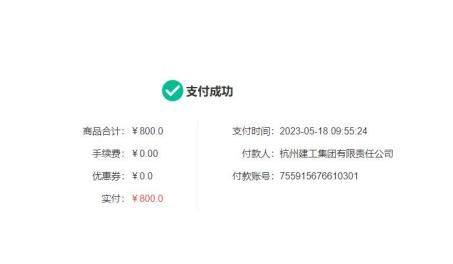 支付成功
商品合计：￥800.0
手续费：￥0.00
优惠券：￥0.0
实付：￥800.0
支付时间：2023-05-18 09:55:24
付款人：杭州建工集团有限责任公司
付款账号：755915676610301